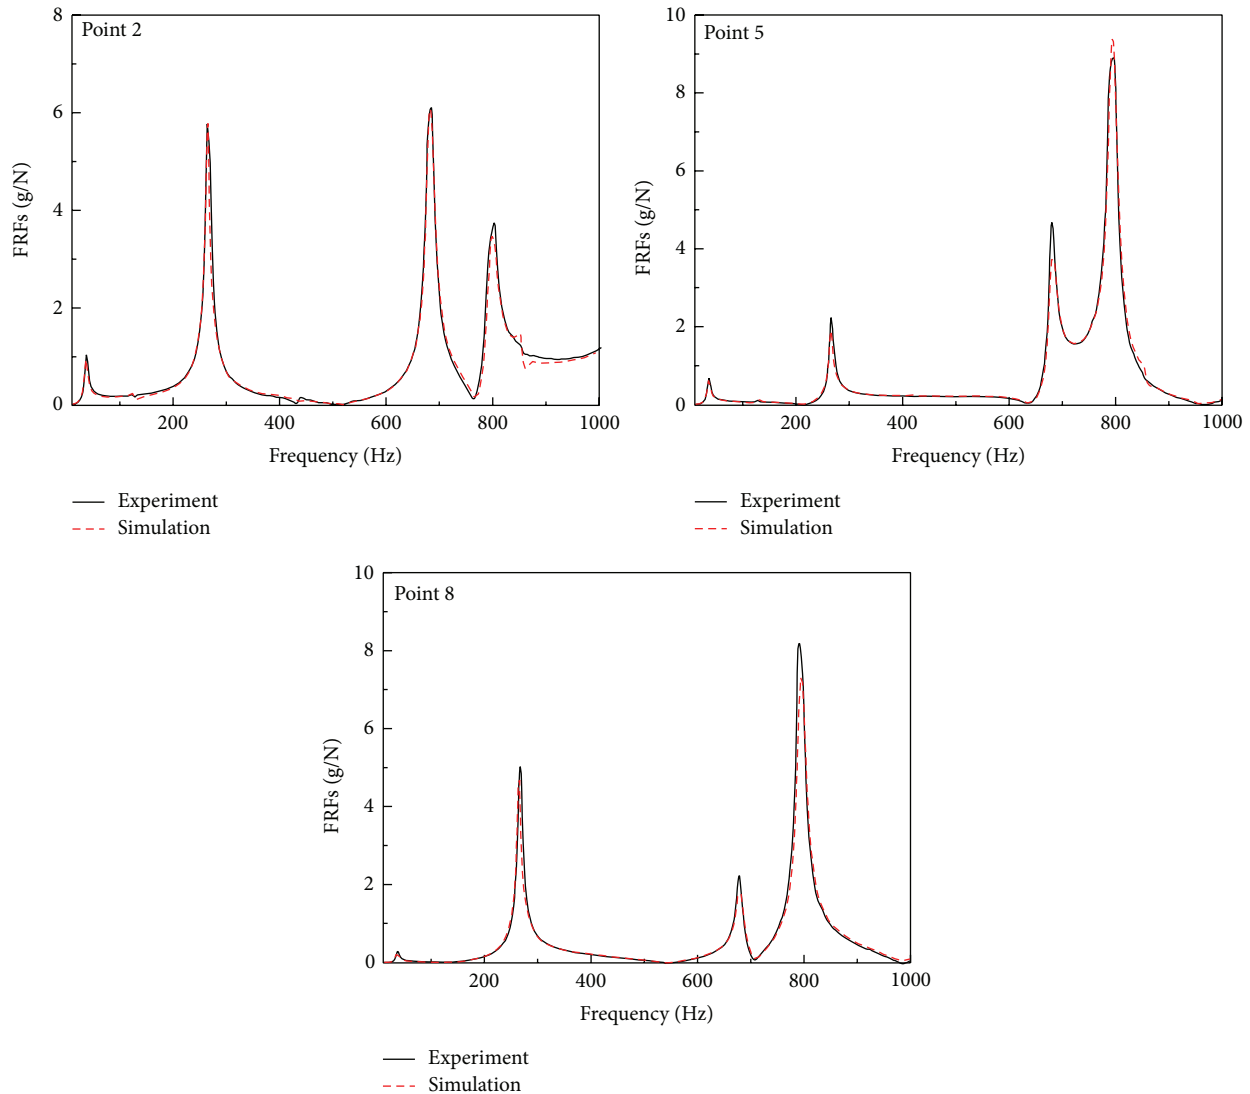 Point 2
8
6
4
2
0
FRFs (g/N)
200
400
600
800
1000
Frequency (Hz)
Experiment
Simulation
Point 5
10
8
6
4
2
0
FRFs (g/N)
200
400
600
800
1000
Frequency (Hz)
Experiment
Simulation
Point 8
10
8
6
4
2
0
FRFs (g/N)
200
400
600
800
1000
Frequency (Hz)
Experiment
Simulation